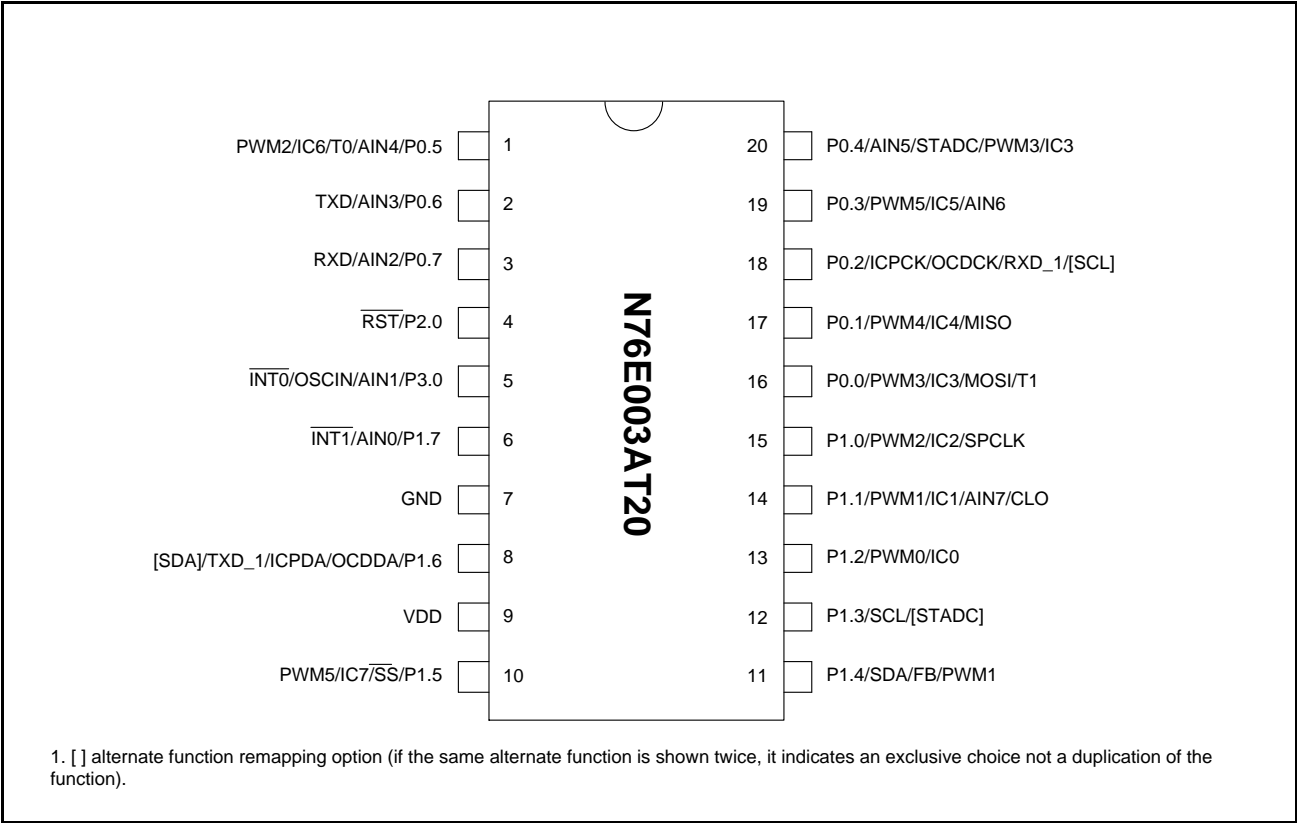 PWM2/IC6/T0/AIN4/P0.5 1
TXD/AIN3/P0.6 2
RXD/AIN2/P0.7 3
RST/P2.0 4
INT0/OSCIN/AIN1/P3.0 5
INT1/AIN0/P1.7 6
GND 7
[SDA]/TXD_1/ICPDA/OCDDA/P1.6 8
VDD 9
PWM5/IC7/SS/P1.5 10
N76E003AT20
20 P0.4/AIN5/STADC/PWM3/IC3
19 P0.3/PWM5/IC5/AIN6
18 P0.2/ICPCK/OCDCK/RXD_1/[SCL]
17 P0.1/PWM4/IC4/MISO
16 P0.0/PWM3/IC3/MOSI/T1
15 P1.0/PWM2/IC2/SPCLK
14 P1.1/PWM1/IC1/AIN7/CLO
13 P1.2/PWM0/IC0
12 P1.3/SCL/[STADC]
11 P1.4/SDA/FB/PWM1
1. [ ] alternate function remapping option (if the same alternate function is shown twice, it indicates an exclusive choice not a duplication of the
function).